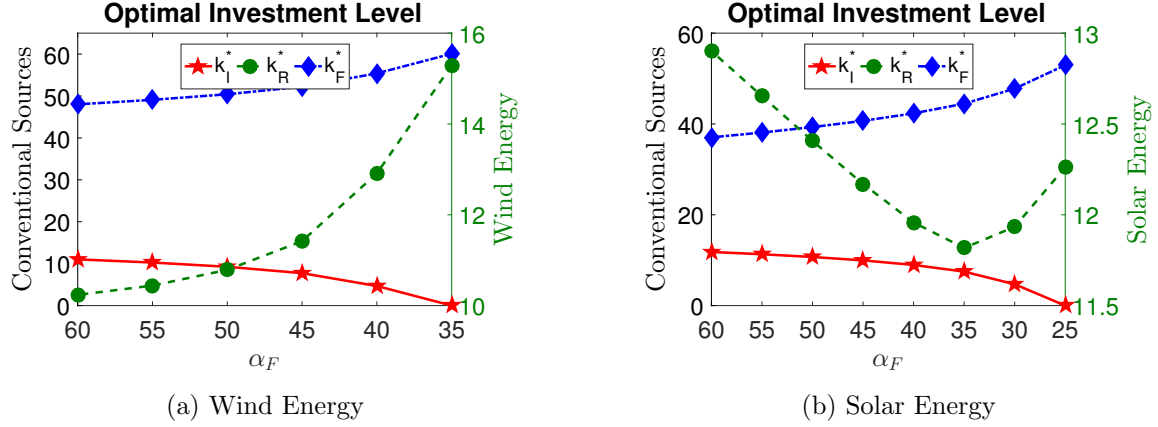 Optimal Investment Level
k_I^* k_R^* k_F^*
Conventional Sources
60
50
40
30
20
10
0
Wind Energy
16
14
12
10
60 55 50 45 40 35
α_F
(a) Wind Energy
Optimal Investment Level
k_I^* k_R^* k_F^*
Conventional Sources
60
40
20
0
Solar Energy
13
12.5
12
11.5
60 55 50 45 40 35 30 25
α_F
(b) Solar Energy